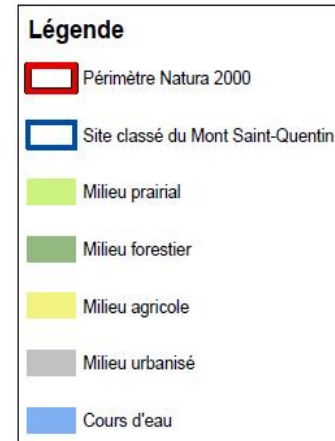 Légende
Périmètre Natura 2000
Site classé du Mont Saint-Quentin
Milieu prairial
Milieu forestier
Milieu agricole
Milieu urbanisé
Cours d'eau